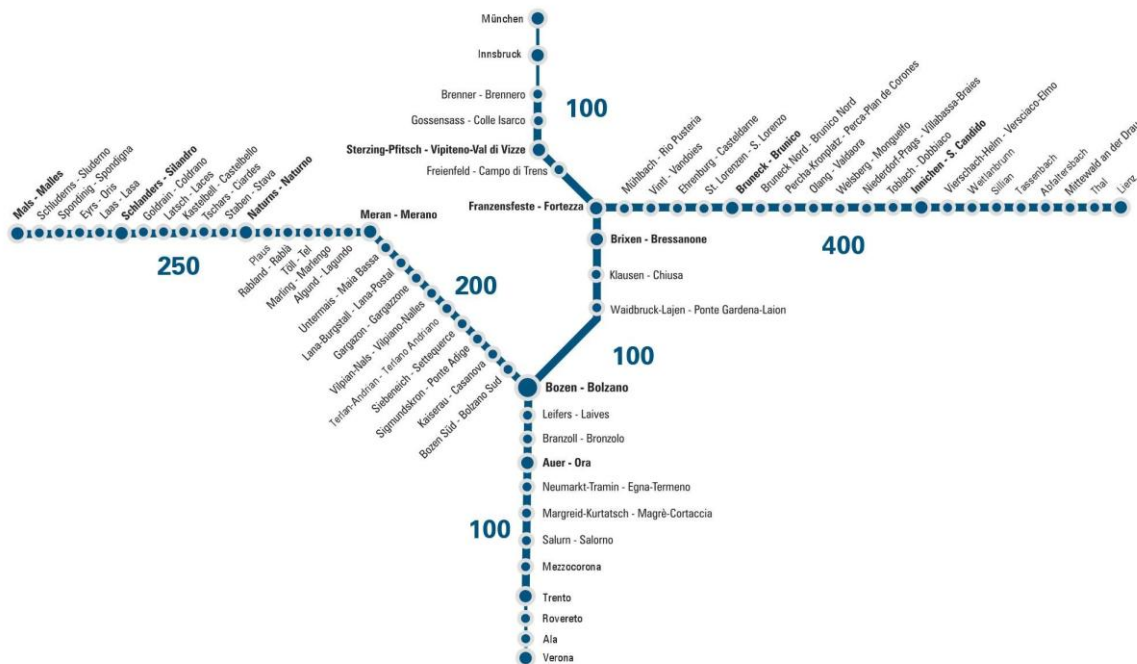 München
Innsbruck
Brenner - Brennero
100
Gossensass - Colle Isarco
Sterzing-Pfitsch - Vipiteno-Val di Vizze
Freienfeld - Campo di Trens
Franzensfeste - Fortezza
Mühlbach - Rio Pusteria
Vintl - Vandoies
Ehrenburg - Casteldarne
St. Lorenzen - S. Lorenzo
Bruneck - Brunico
Bruneck Nord - Brunico Nord
Percha-Kronplatz - Perca-Plan de Corones
Olang - Valdaora
Welsberg - Monguelfo
Niederdorf-Prags - Villabassa-Braies
Toblach - Dobbiaco
Innichen - S. Candido
Vierschach-Helm - Versciaco-Elmo
Weitlanbrunn
Sillian
Tassenbach
Abfaltersbach
Mittewald an der Drau
Thal
Lienz
400
Mals - Malles
Schluderns - Sluderno
Spondinig - Spondigna
Eyrs - Oris
Laas - Lasa
Schlanders - Silandro
Goldrain - Coldrano
Latsch - Laces
Kastelbell - Castelbello
Tschars - Ciardes
Staben - Stava
Naturns - Naturno
250
Plaus
Rabland - Rablà
Töll - Tel
Marling - Marlengo
Algund - Lagundo
Meran - Merano
200
Untermais - Maia Bassa
Lana-Burgstall - Lana-Postal
Gargazon - Gargazzone
Vilpian-Nals - Vilpiano-Nalles
Terlan-Andrian - Terlano Andriano
Siebeneich - Settequerce
Sigmundskron - Ponte Adige
Kaiserau - Casanova
Bozen Süd - Bolzano Sud
Brixen - Bressanone
Klausen - Chiusa
Waidbruck-Lajen - Ponte Gardena-Laion
100
Bozen - Bolzano
Leifers - Laives
Branzoll - Bronzolo
Auer - Ora
Neumarkt-Tramin - Egna-Termeno
Margreid-Kurtatsch - Magrè-Cortaccia
100
Salurn - Salorno
Mezzocorona
Trento
Rovereto
Ala
Verona